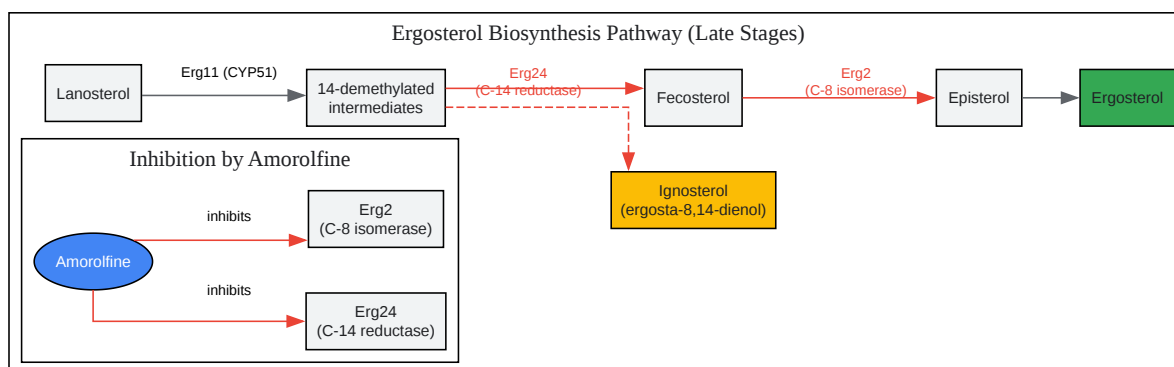 Ergosterol Biosynthesis Pathway (Late Stages)
Lanosterol
Erg11 (CYP51)
14-demethylated
intermediates
Erg24
(C-14 reductase)
Fecosterol
Erg2
(C-8 isomerase)
Episterol
Ergosterol
Ignosterol
(ergosta-8,14-dienol)
Inhibition by Amorolfine
Amorolfine
inhibits
Erg2
(C-8 isomerase)
inhibits
Erg24
(C-14 reductase)